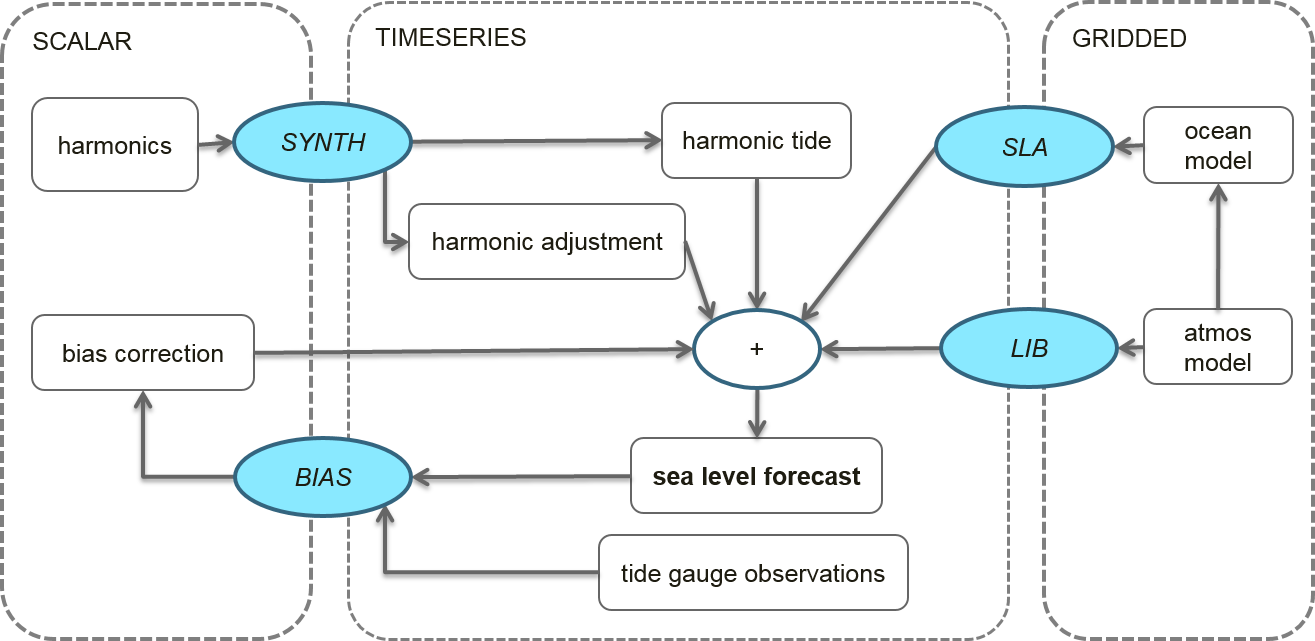 SCALAR
TIMESERIES
GRIDDED
harmonics
SYNTH
harmonic tide
SLA
ocean
model
harmonic adjustment
bias correction
+
LIB
atmos
model
BIAS
sea level forecast
tide gauge observations